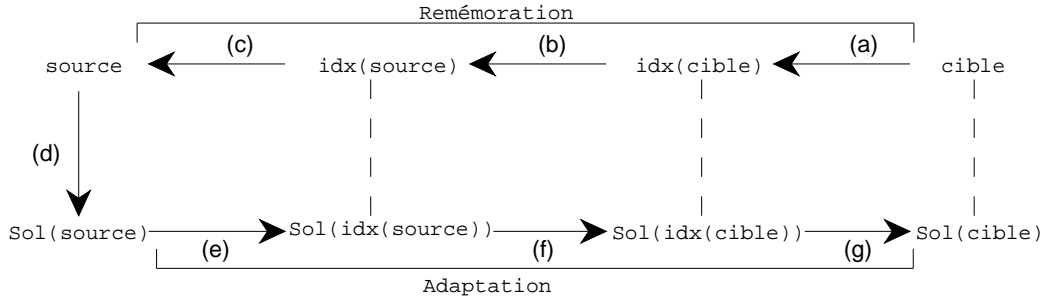 Remémoration
(c) (b) (a)
source idx(source) idx(cible) cible
(d)
Sol(source) Sol(idx(source)) Sol(idx(cible)) Sol(cible)
(e) (f) (g)
Adaptation